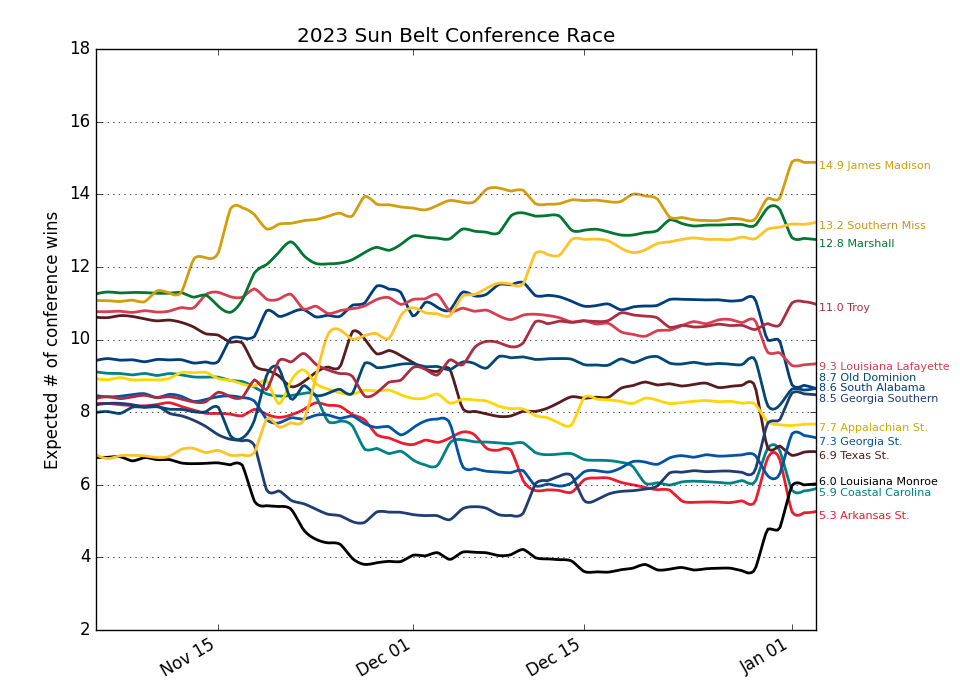 2023 Sun Belt Conference Race
Expected # of conference wins
18
16
14
12
10
8
6
4
2
Nov 15
Dec 01
Dec 15
Jan 01
14.9 James Madison
13.2 Southern Miss
12.8 Marshall
11.0 Troy
9.3 Louisiana Lafayette
8.7 Old Dominion
8.6 South Alabama
8.5 Georgia Southern
7.7 Appalachian St.
7.3 Georgia St.
6.9 Texas St.
6.0 Louisiana Monroe
5.9 Coastal Carolina
5.3 Arkansas St.